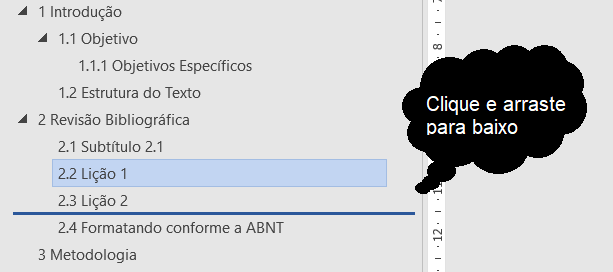 1 Introdução
1.1 Objetivo
1.1.1 Objetivos Específicos
1.2 Estrutura do Texto
2 Revisão Bibliográfica
2.1 Subtítulo 2.1
2.2 Lição 1
2.3 Lição 2
2.4 Formatando conforme a ABNT
3 Metodologia
Clique e arraste
para baixo
8
12